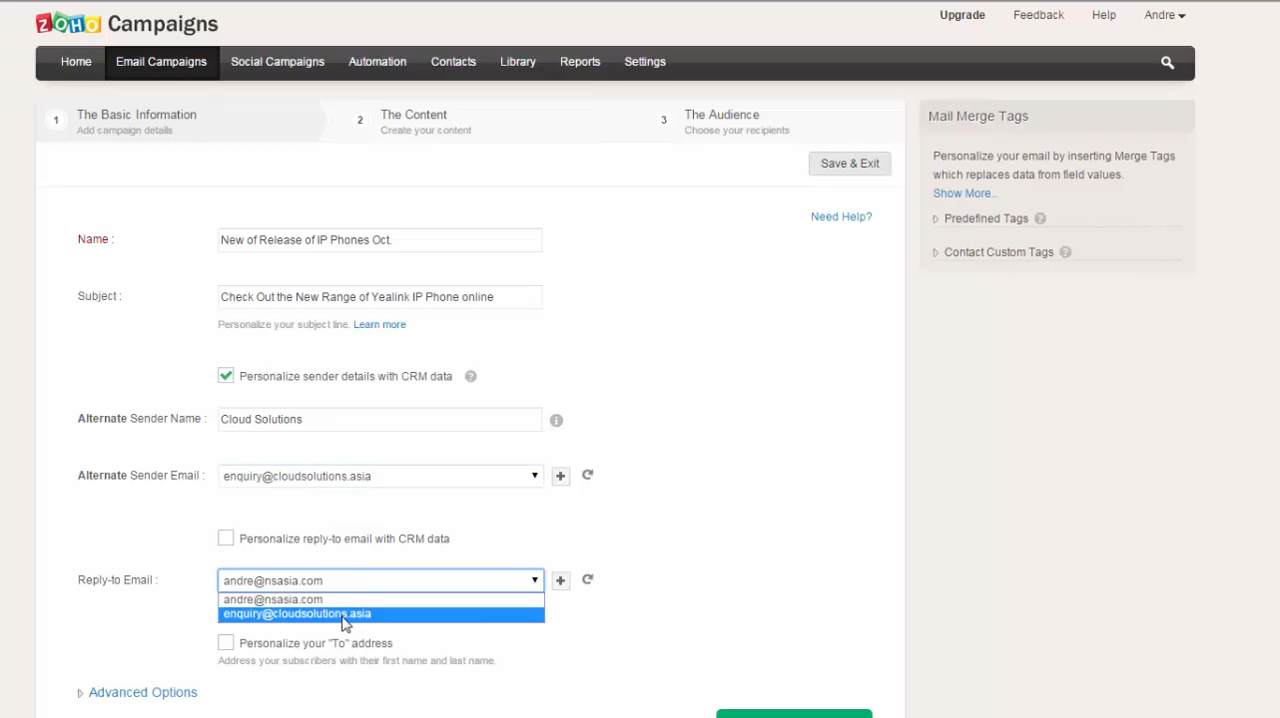 ZOHO Campaigns
Upgrade Feedback Help Andre
Home Email Campaigns Social Campaigns Automation Contacts Library Reports Settings
1 The Basic Information
Add campaign details
2 The Content
Create your content
3 The Audience
Choose your recipients
Save & Exit
Need Help?
Name : New of Release of IP Phones Oct.
Subject : Check Out the New Range of Yealink IP Phone online
Personalize your subject line. Learn more
Personalize sender details with CRM data ?
Alternate Sender Name : Cloud Solutions
Alternate Sender Email : enquiry@cloudsolutions.asia
Personalize reply-to email with CRM data
Reply-to Email : andre@nsasia.com
andre@nsasia.com
enquiry@cloudsolutions.asia
Personalize your "To" address
Address your subscribers with their first name and last name.
Advanced Options
Mail Merge Tags
Personalize your email by inserting Merge Tags
which replaces data from field values.
Show More..
Predefined Tags ?
Contact Custom Tags ?